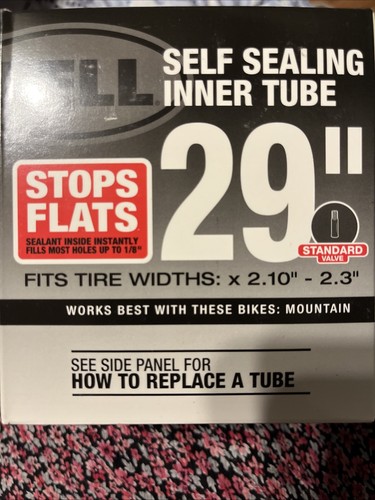 BELL
SELF SEALING
INNER TUBE
29"
STOPS
FLATS
SEALANT INSIDE INSTANTLY
FILLS MOST HOLES UP TO 1/8"
STANDARD
VALVE
FITS TIRE WIDTHS: x 2.10" - 2.3"
WORKS BEST WITH THESE BIKES: MOUNTAIN
SEE SIDE PANEL FOR
HOW TO REPLACE A TUBE